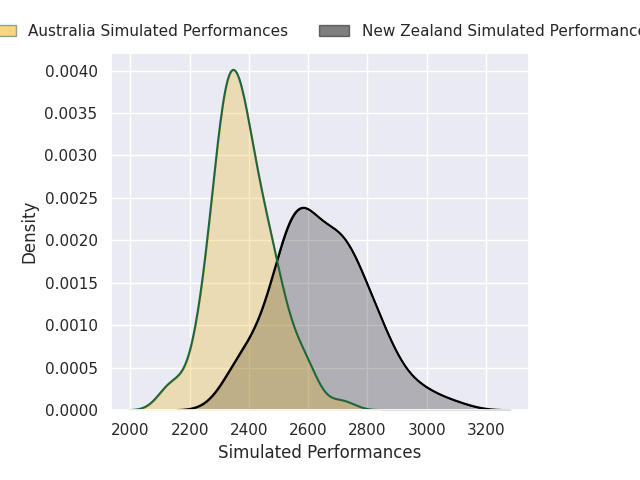 Australia Simulated Performances New Zealand Simulated Performance
0.0040
0.0035
0.0030
0.0025
0.0020
0.0015
0.0010
0.0005
0.0000
Density
2000 2200 2400 2600 2800 3000 3200
Simulated Performances